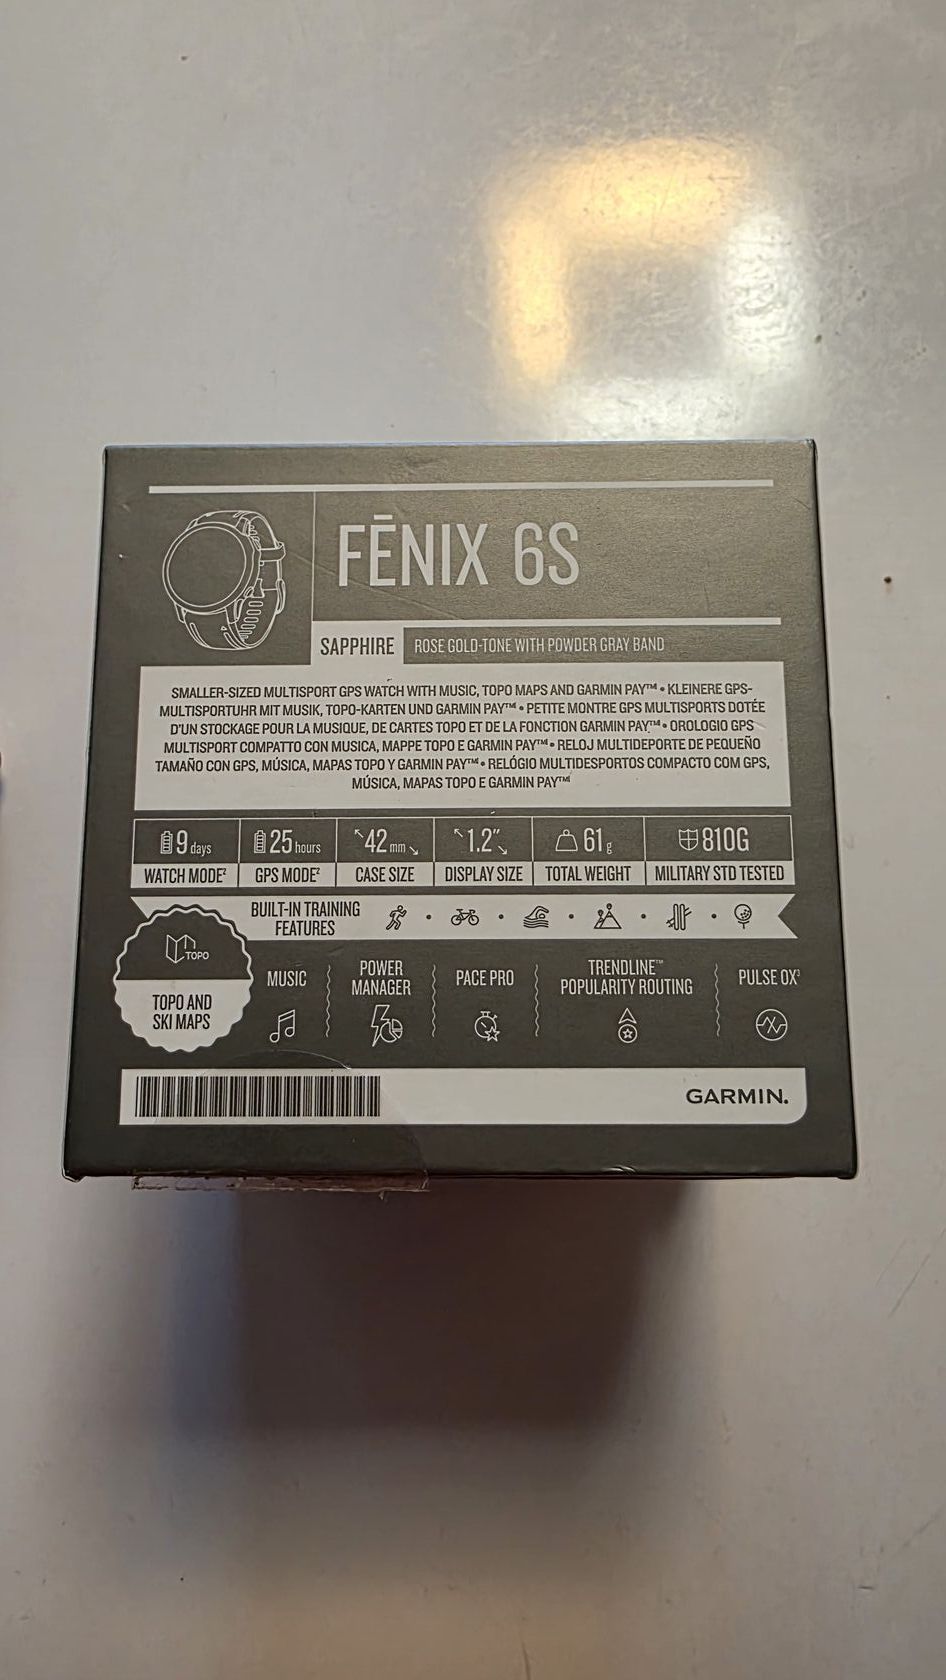 FĒNIX 6S
SAPPHIRE
ROSE GOLD-TONE WITH POWDER GRAY BAND
SMALLER-SIZED MULTISPORT GPS WATCH WITH MUSIC, TOPO MAPS AND GARMIN PAY™ • KLEINERE GPS-
MULTISPORTUHR MIT MUSIK, TOPO-KARTEN UND GARMIN PAY™ • PETITE MONTRE GPS MULTISPORTS DOTÉE
D'UN STOCKAGE POUR LA MUSIQUE, DE CARTES TOPO ET DE LA FONCTION GARMIN PAY™ • OROLOGIO GPS
MULTISPORT COMPATTO CON MUSICA, MAPPE TOPO E GARMIN PAY™ • RELOJ MULTIDEPORTE DE PEQUEÑO
TAMAÑO CON GPS, MÚSICA, MAPAS TOPO Y GARMIN PAY™ • RELÓGIO MULTIDESPORTOS COMPACTO COM GPS,
MÚSICA, MAPAS TOPO E GARMIN PAY™
9 days
WATCH MODE²
25 hours
GPS MODE²
42 mm
CASE SIZE
1.2″
DISPLAY SIZE
61 g
TOTAL WEIGHT
810G
MILITARY STD TESTED
BUILT-IN TRAINING
FEATURES
TOPO
TOPO AND
SKI MAPS
MUSIC
POWER
MANAGER
PACE PRO
TRENDLINE™
POPULARITY ROUTING
PULSE OX³
GARMIN.